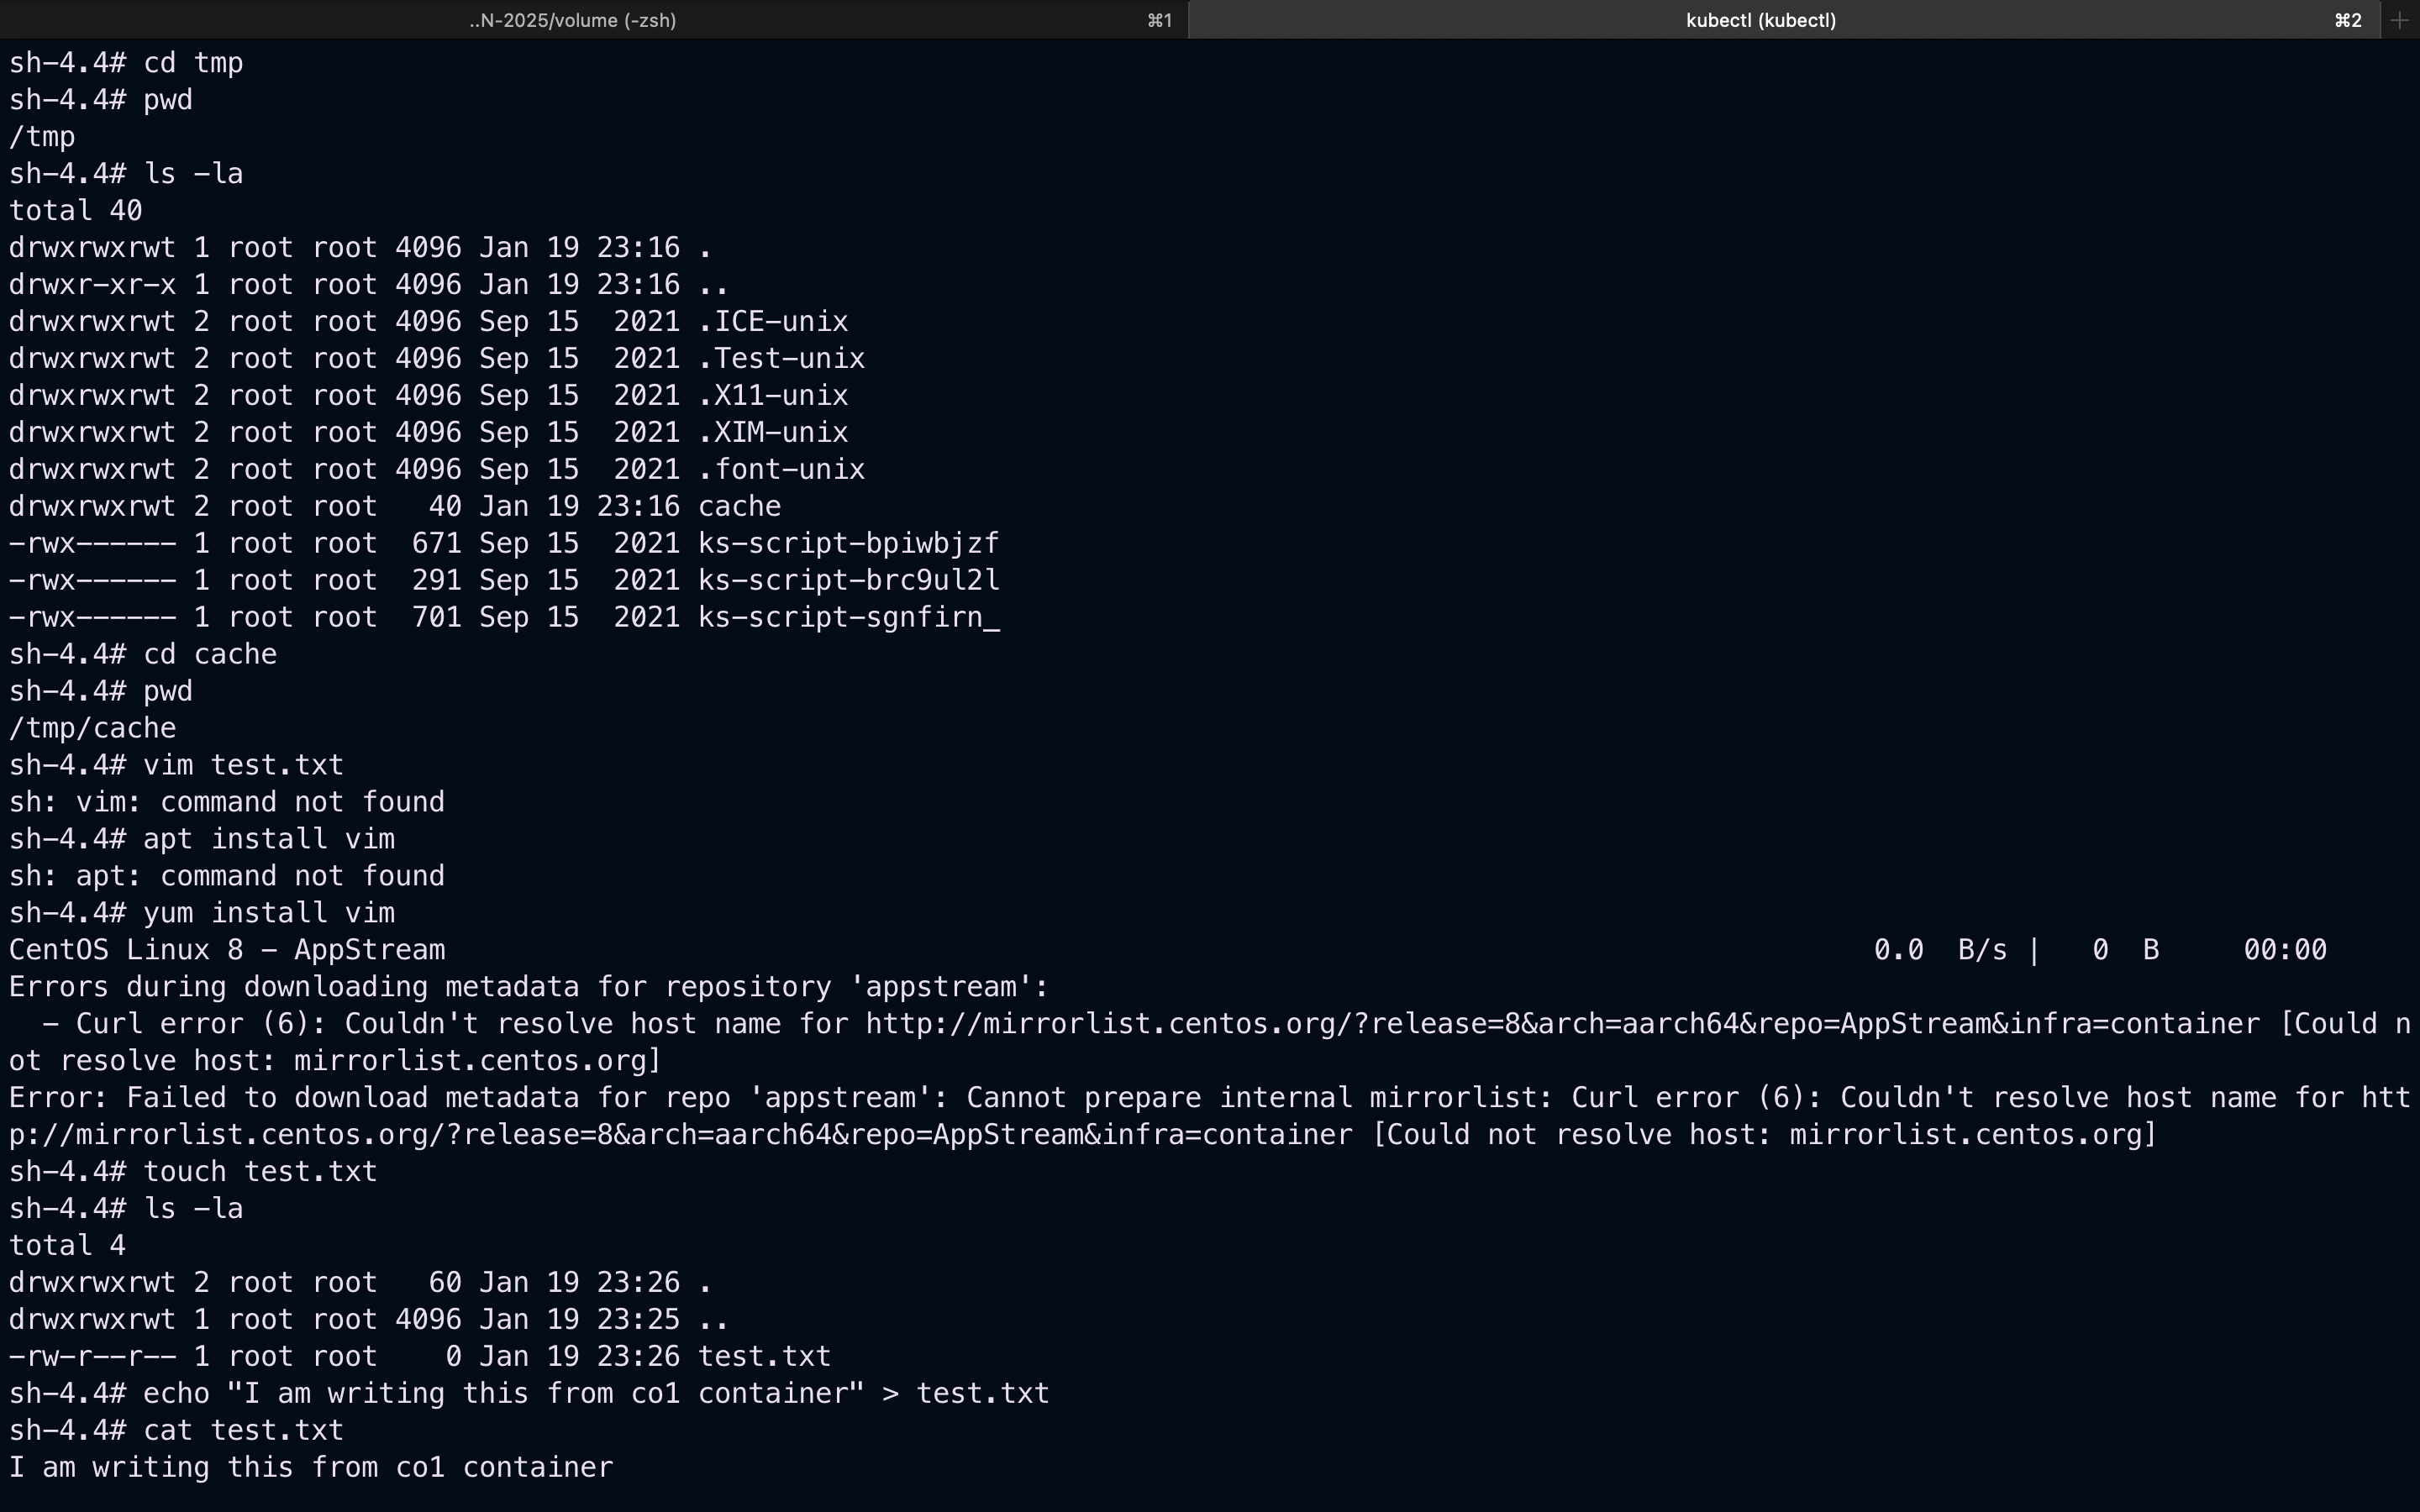 ..N-2025/volume (-zsh) ⌘1 kubectl (kubectl) ⌘2 +
sh-4.4# cd tmp
sh-4.4# pwd
/tmp
sh-4.4# ls -la
total 40
drwxrwxrwt 1 root root 4096 Jan 19 23:16 .
drwxr-xr-x 1 root root 4096 Jan 19 23:16 ..
drwxrwxrwt 2 root root 4096 Sep 15  2021 .ICE-unix
drwxrwxrwt 2 root root 4096 Sep 15  2021 .Test-unix
drwxrwxrwt 2 root root 4096 Sep 15  2021 .X11-unix
drwxrwxrwt 2 root root 4096 Sep 15  2021 .XIM-unix
drwxrwxrwt 2 root root 4096 Sep 15  2021 .font-unix
drwxrwxrwt 2 root root   40 Jan 19 23:16 cache
-rwx------ 1 root root  671 Sep 15  2021 ks-script-bpiwbjzf
-rwx------ 1 root root  291 Sep 15  2021 ks-script-brc9ul2l
-rwx------ 1 root root  701 Sep 15  2021 ks-script-sgnfirn_
sh-4.4# cd cache
sh-4.4# pwd
/tmp/cache
sh-4.4# vim test.txt
sh: vim: command not found
sh-4.4# apt install vim
sh: apt: command not found
sh-4.4# yum install vim
CentOS Linux 8 - AppStream                    0.0  B/s |   0  B     00:00
Errors during downloading metadata for repository 'appstream':
  - Curl error (6): Couldn't resolve host name for http://mirrorlist.centos.org/?release=8&arch=aarch64&repo=AppStream&infra=container [Could n
ot resolve host: mirrorlist.centos.org]
Error: Failed to download metadata for repo 'appstream': Cannot prepare internal mirrorlist: Curl error (6): Couldn't resolve host name for htt
p://mirrorlist.centos.org/?release=8&arch=aarch64&repo=AppStream&infra=container [Could not resolve host: mirrorlist.centos.org]
sh-4.4# touch test.txt
sh-4.4# ls -la
total 4
drwxrwxrwt 2 root root   60 Jan 19 23:26 .
drwxrwxrwt 1 root root 4096 Jan 19 23:25 ..
-rw-r--r-- 1 root root    0 Jan 19 23:26 test.txt
sh-4.4# echo "I am writing this from co1 container" > test.txt
sh-4.4# cat test.txt
I am writing this from co1 container